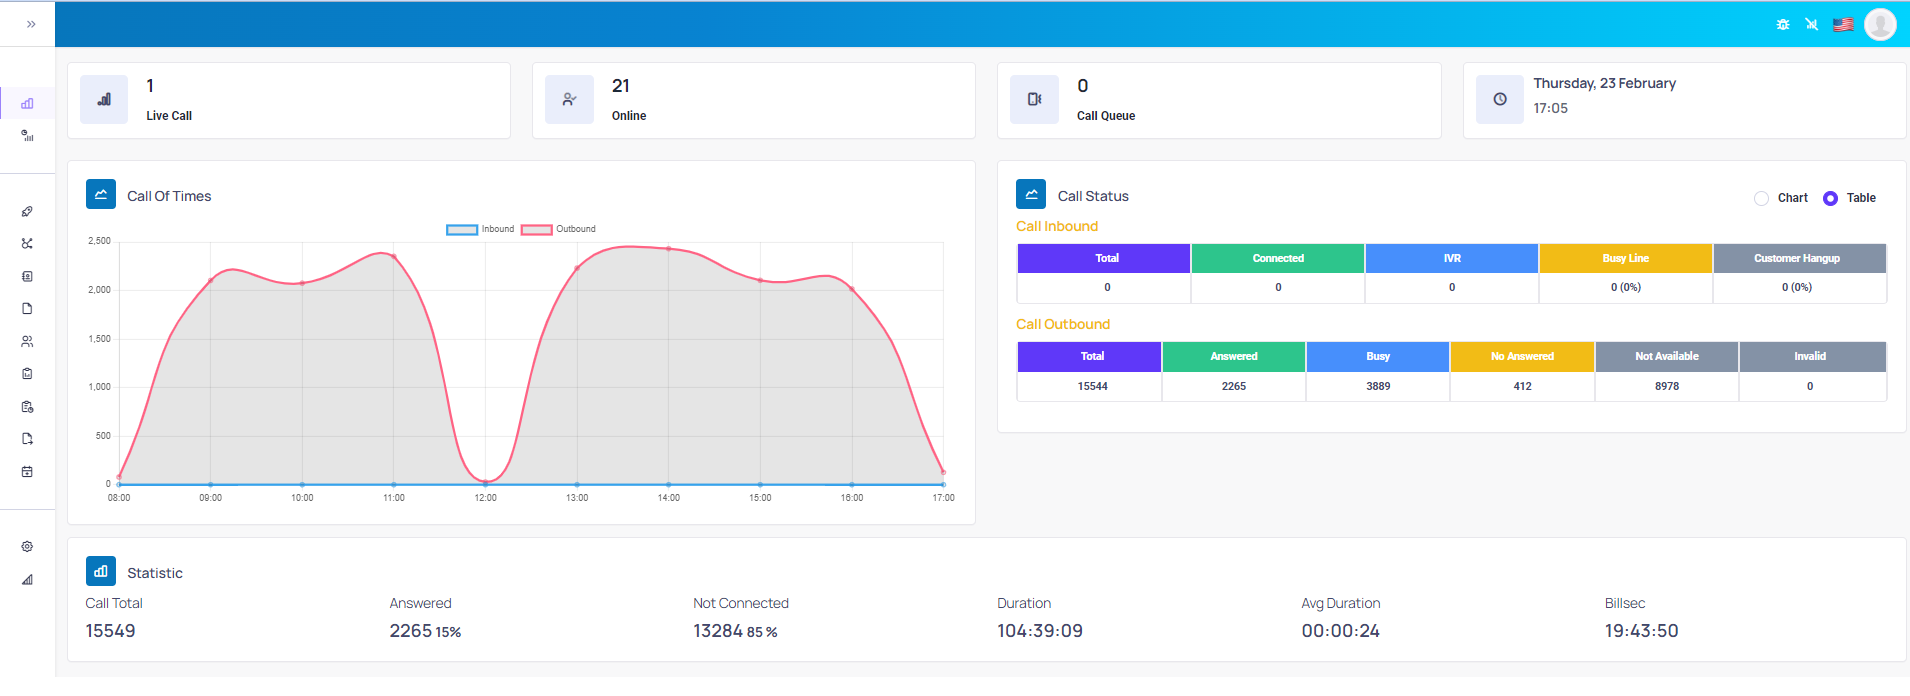 1
Live Call
21
Online
0
Call Queue
Thursday, 23 February
17:05
Call Of Times
Inbound Outbound
2,500
2,000
1,500
1,000
500
0
08:00 09:00 10:00 11:00 12:00 13:00 14:00 15:00 16:00 17:00
Call Status
Chart Table
Call Inbound
Total Connected IVR Busy Line Customer Hangup
0 0 0 0 (0%) 0 (0%)
Call Outbound
Total Answered Busy No Answered Not Available Invalid
15544 2265 3889 412 8978 0
Statistic
Call Total Answered Not Connected Duration Avg Duration Billsec
15549 2265 15% 13284 85 % 104:39:09 00:00:24 19:43:50